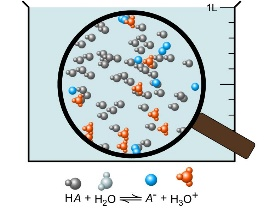 1L
HA + H₂O ⇌ A⁻ + H₃O⁺